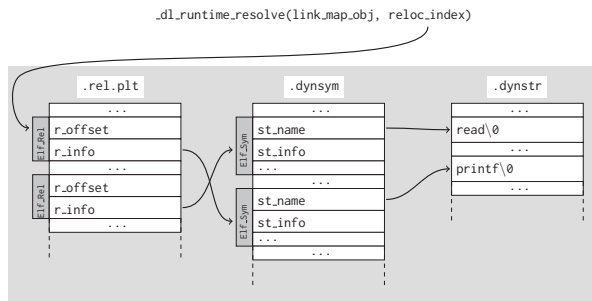 _dl_runtime_resolve(link_map_obj, reloc_index)
.rel.plt
...
Elf_Rel
r_offset
r_info
...
Elf_Rel
r_offset
r_info
...
.dynsym
...
Elf_Sym
st_name
st_info
...
Elf_Sym
st_name
st_info
...
...
.dynstr
...
read\0
...
printf\0
...